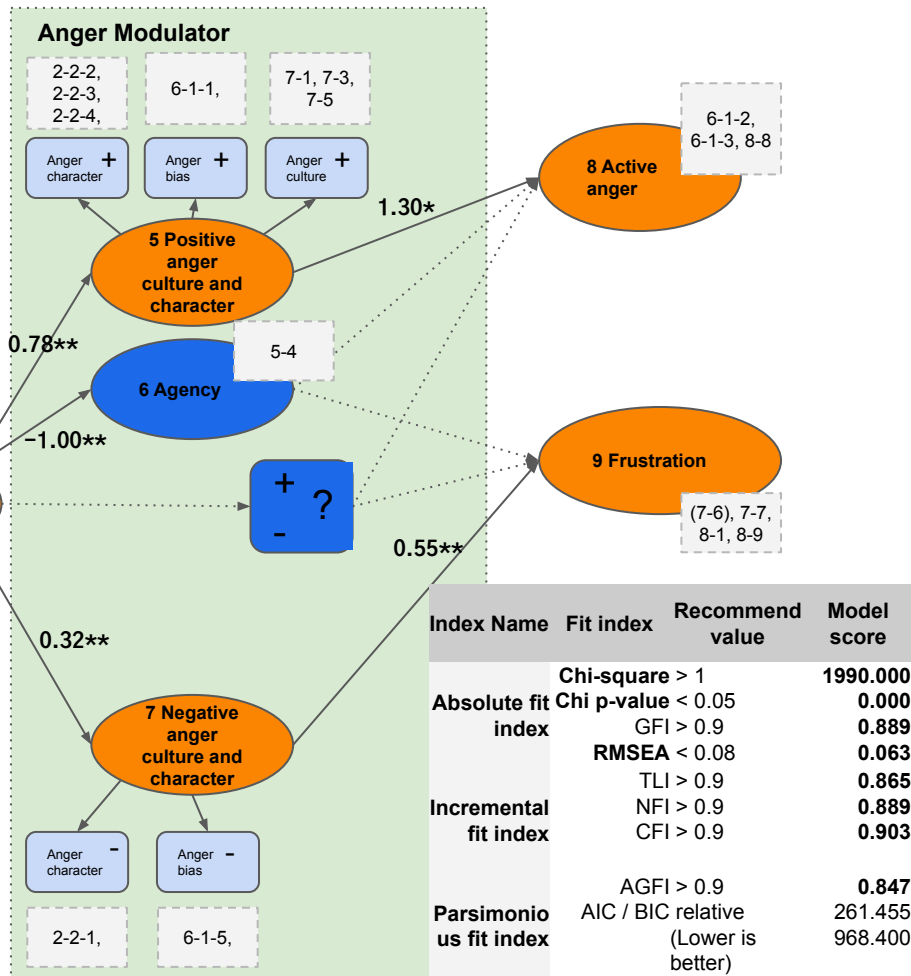 Anger Modulator
2-2-2,
2-2-3,
2-2-4,
6-1-1,
7-1, 7-3,
7-5
Anger +
character
Anger +
bias
Anger +
culture
6-1-2,
6-1-3, 8-8
8 Active
anger
1.30*
5 Positive
anger
culture and
character
0.78**
5-4
6 Agency
−1.00**
+
?
-
9 Frustration
(7-6), 7-7,
8-1, 8-9
0.55**
0.32**
7 Negative
anger
culture and
character
Anger -
character
Anger -
bias
2-2-1,
6-1-5,
Index Name Fit index Recommend value Model score
Absolute fit index
Chi-square > 1 1990.000
Chi p-value < 0.05 0.000
GFI > 0.9 0.889
RMSEA < 0.08 0.063
Incremental fit index
TLI > 0.9 0.865
NFI > 0.9 0.889
CFI > 0.9 0.903
Parsimonio
us fit index
AGFI > 0.9 0.847
AIC / BIC relative 261.455
(Lower is 968.400
better)